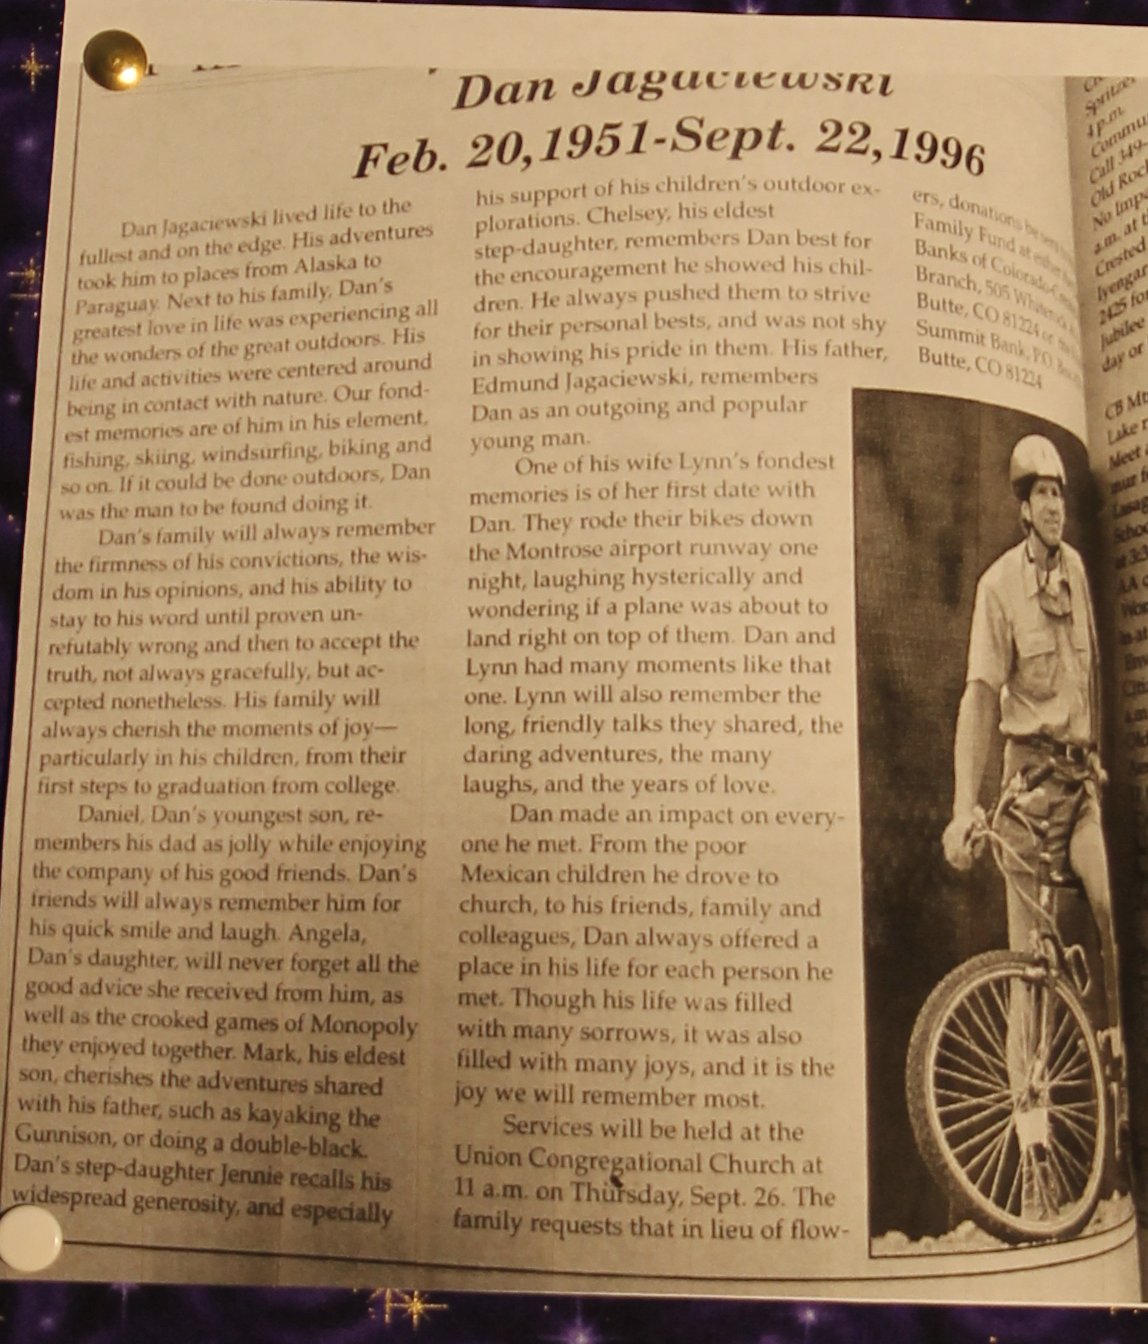 Dan Jagaciewski
Feb. 20,1951-Sept. 22,1996
Dan Jagaciewski lived life to the
fullest and on the edge. His adventures
took him to places from Alaska to
Paraguay. Next to his family, Dan's
greatest love in life was experiencing all
the wonders of the great outdoors. His
life and activities were centered around
being in contact with nature. Our fond-
est memories are of him in his element,
fishing, skiing, windsurfing, biking and
so on. If it could be done outdoors, Dan
was the man to be found doing it.
Dan's family will always remember
the firmness of his convictions, the wis-
dom in his opinions, and his ability to
stay to his word until proven un-
refutably wrong and then to accept the
truth, not always gracefully, but ac-
cepted nonetheless. His family will
always cherish the moments of joy—
particularly in his children, from their
first steps to graduation from college.
Daniel, Dan's youngest son, re-
members his dad as jolly while enjoying
the company of his good friends. Dan's
friends will always remember him for
his quick smile and laugh. Angela,
Dan's daughter, will never forget all the
good advice she received from him, as
well as the crooked games of Monopoly
they enjoyed together. Mark, his eldest
son, cherishes the adventures shared
with his father, such as kayaking the
Gunnison, or doing a double-black.
Dan's step-daughter Jennie recalls his
widespread generosity, and especially
his support of his children's outdoor ex-
plorations. Chelsey, his eldest
step-daughter, remembers Dan best for
the encouragement he showed his chil-
dren. He always pushed them to strive
for their personal bests, and was not shy
in showing his pride in them. His father,
Edmund Jagaciewski, remembers
Dan as an outgoing and popular
young man.
One of his wife Lynn's fondest
memories is of her first date with
Dan. They rode their bikes down
the Montrose airport runway one
night, laughing hysterically and
wondering if a plane was about to
land right on top of them. Dan and
Lynn had many moments like that
one. Lynn will also remember the
long, friendly talks they shared, the
daring adventures, the many
laughs, and the years of love.
Dan made an impact on every-
one he met. From the poor
Mexican children he drove to
church, to his friends, family and
colleagues, Dan always offered a
place in his life for each person he
met. Though his life was filled
with many sorrows, it was also
filled with many joys, and it is the
joy we will remember most.
Services will be held at the
Union Congregational Church at
11 a.m. on Thursday, Sept. 26. The
family requests that in lieu of flow-
ers, donations be sent
Family Fund at either
Banks of Colorado-
Branch, 505 Whiterock
Butte, CO 81224 or
Summit Bank, P.O.
Butte, CO 81224
4 p.m.
Call 349-
Old Rock
No
a.m. at
Crested
2425 for
Jubilee
day or
CB Mt
Lake
Meet